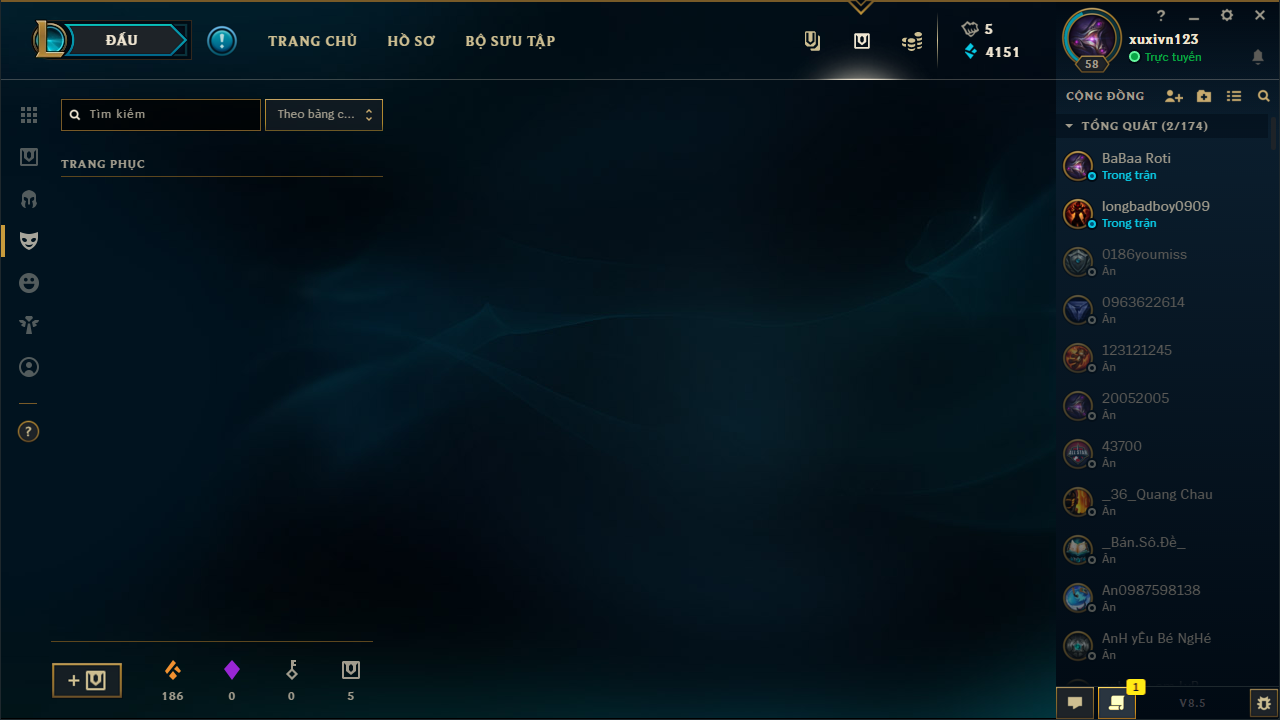 ĐẤU
TRANG CHỦ
HỒ SƠ
BỘ SƯU TẬP
5
4151
58
?
xuxivn123
Trực tuyến
Tìm kiếm
Theo bảng c...
TRANG PHỤC
?
186
0
0
5
CỘNG ĐỒNG
TỔNG QUÁT (2/174)
BaBaa Roti
Trong trận
longbadboy0909
Trong trận
0186youmiss
Ẩn
0963622614
Ẩn
123121245
Ẩn
20052005
Ẩn
43700
Ẩn
_36_Quang Chau
Ẩn
_Bán.Sô.Đề_
Ẩn
An0987598138
Ẩn
AnH yÊu Bé NgHé
Ẩn
1
V8.5